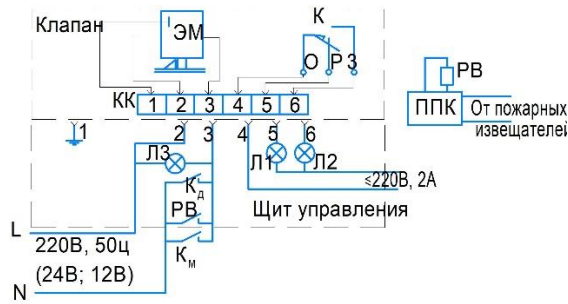 Клапан
ЭМ
К
О Р З
КК 1 2 3 4 5 6
РВ
ППК
От пожарных
извещателей
1 2 3 4 5 6
Л3 Л1 Л2
Кд
≤220В, 2А
РВ
Щит управления
Км
L
220В, 50ц
(24В; 12В)
N